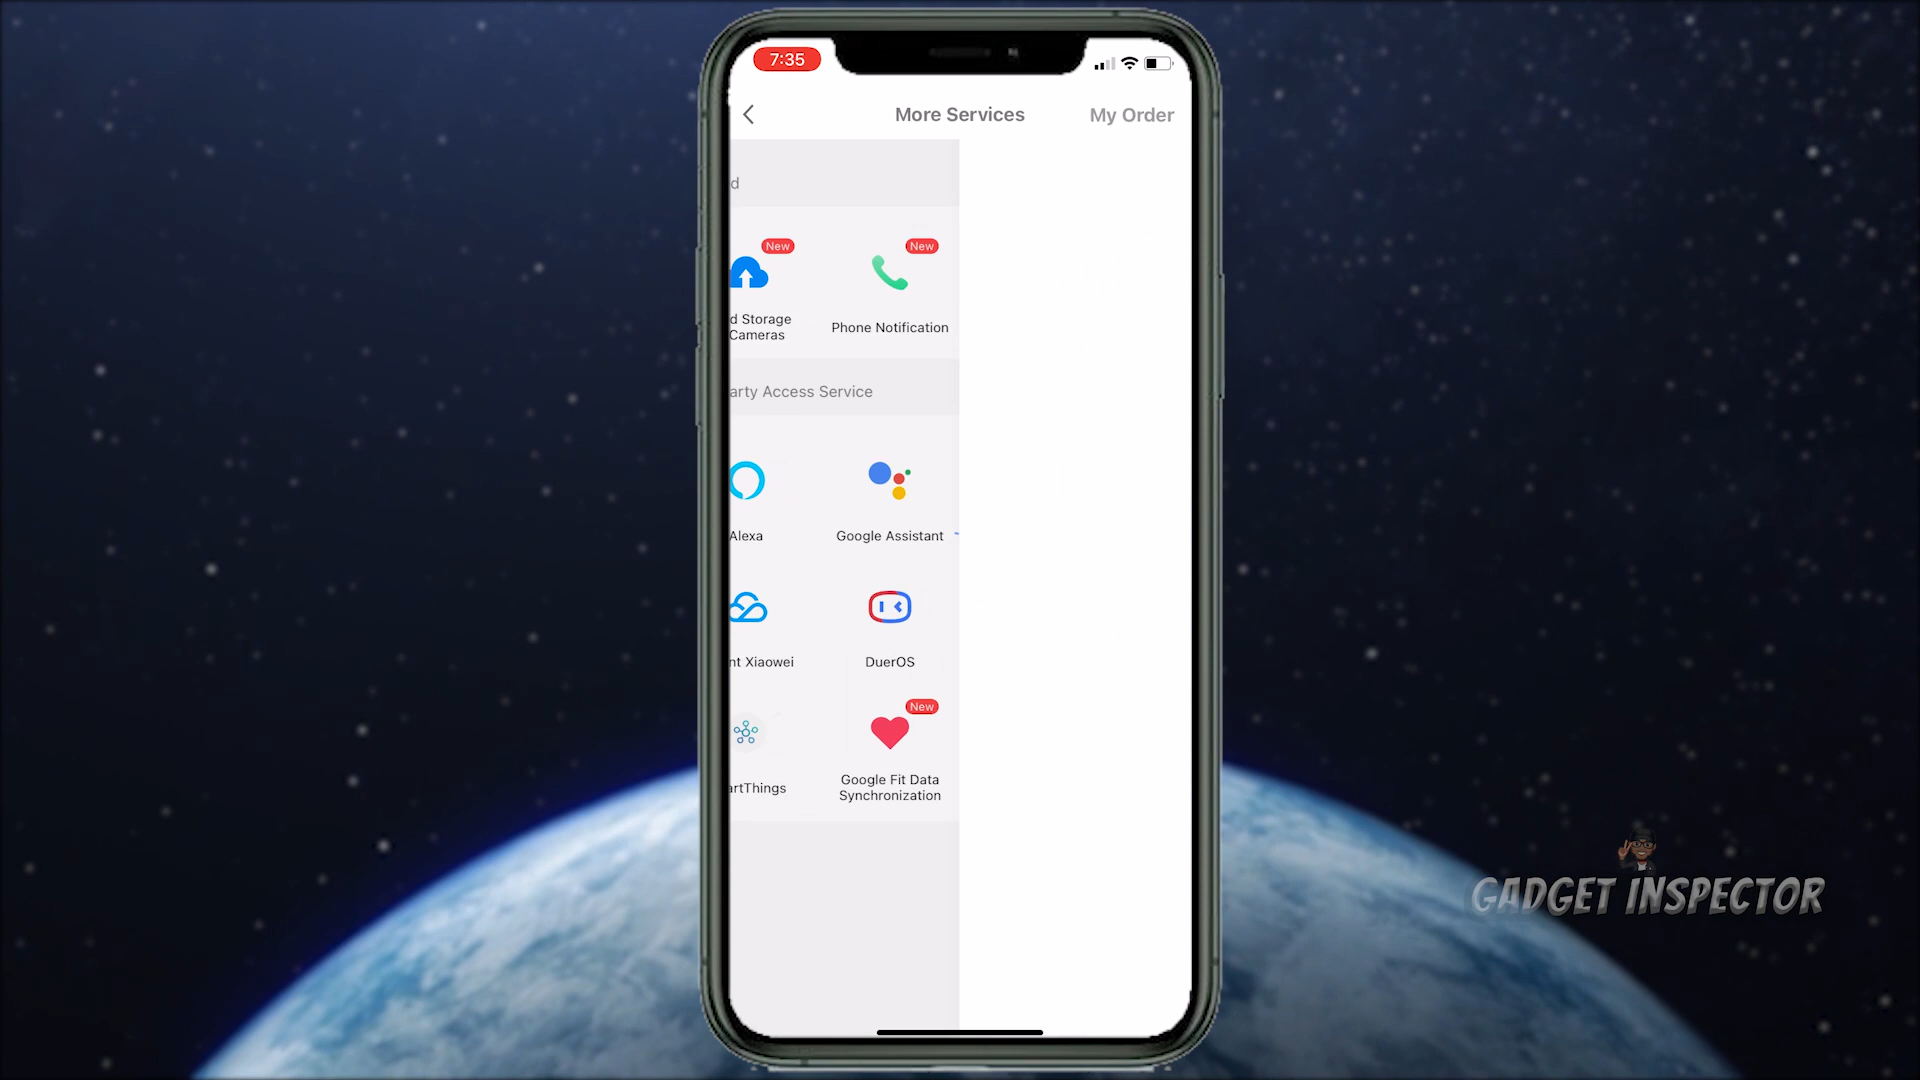 7:35
More Services
My Order
d
New
New
d Storage
Cameras
Phone Notification
arty Access Service
Alexa
Google Assistant
nt Xiaowei
DuerOS
New
artThings
Google Fit Data
Synchronization
GADGET INSPECTOR